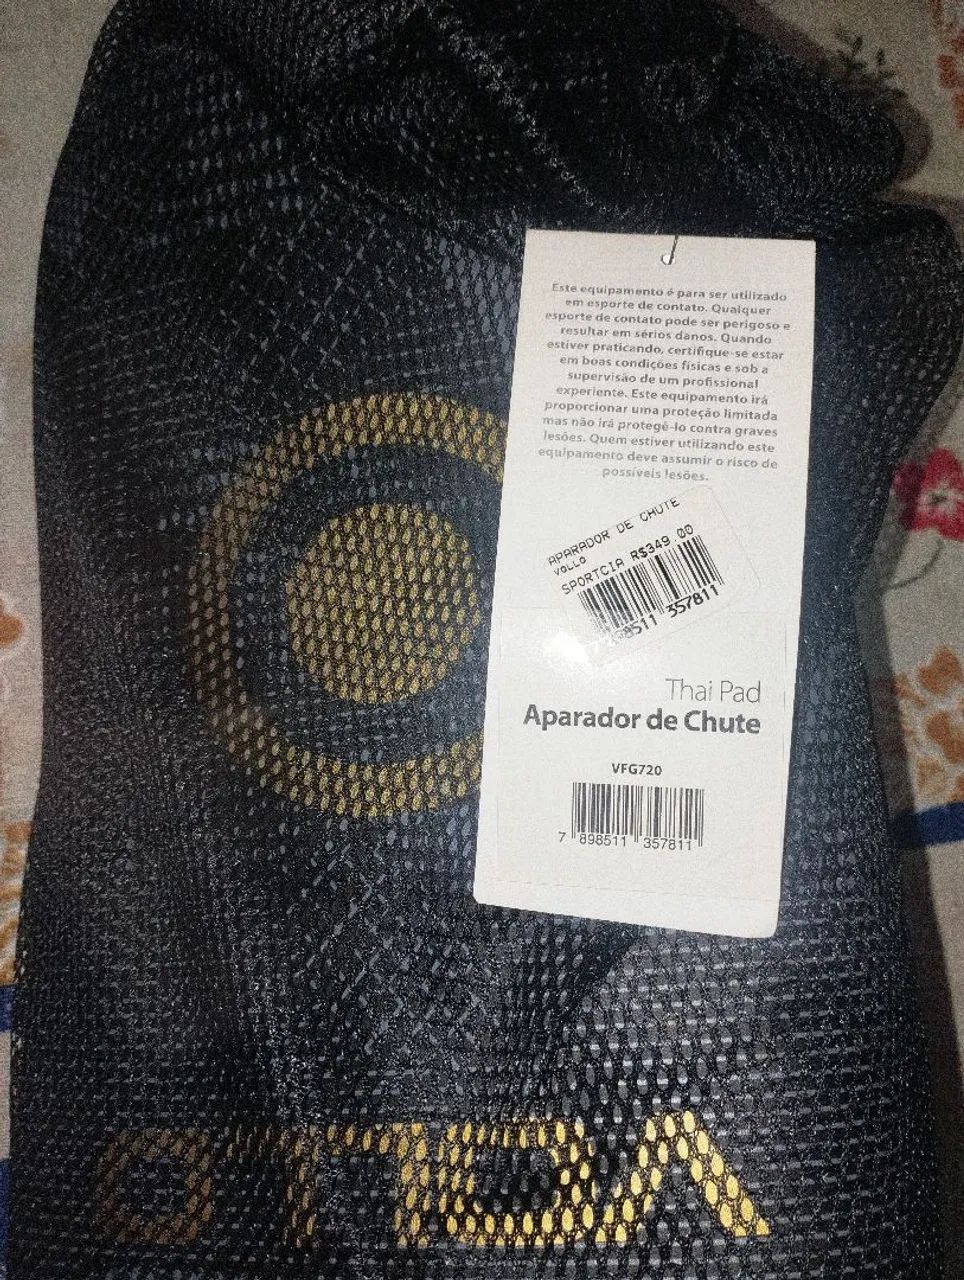 Este equipamento é para ser utilizado
em esporte de contato. Qualquer
esporte de contato pode ser perigoso e
resultar em sérios danos. Quando
estiver praticando, certifique-se estar
em boas condições físicas e sob a
supervisão de um profissional
experiente. Este equipamento irá
proporcionar uma proteção limitada
mas não irá protegê-lo contra graves
lesões. Quem estiver utilizando este
equipamento deve assumir o risco de
possíveis lesões.
APARADOR DE CHUTE
VOLLO
SPORTCIA R$349 00
8511 357811
Thai Pad
Aparador de Chute
VFG720
7 898511 357811
VOLLO